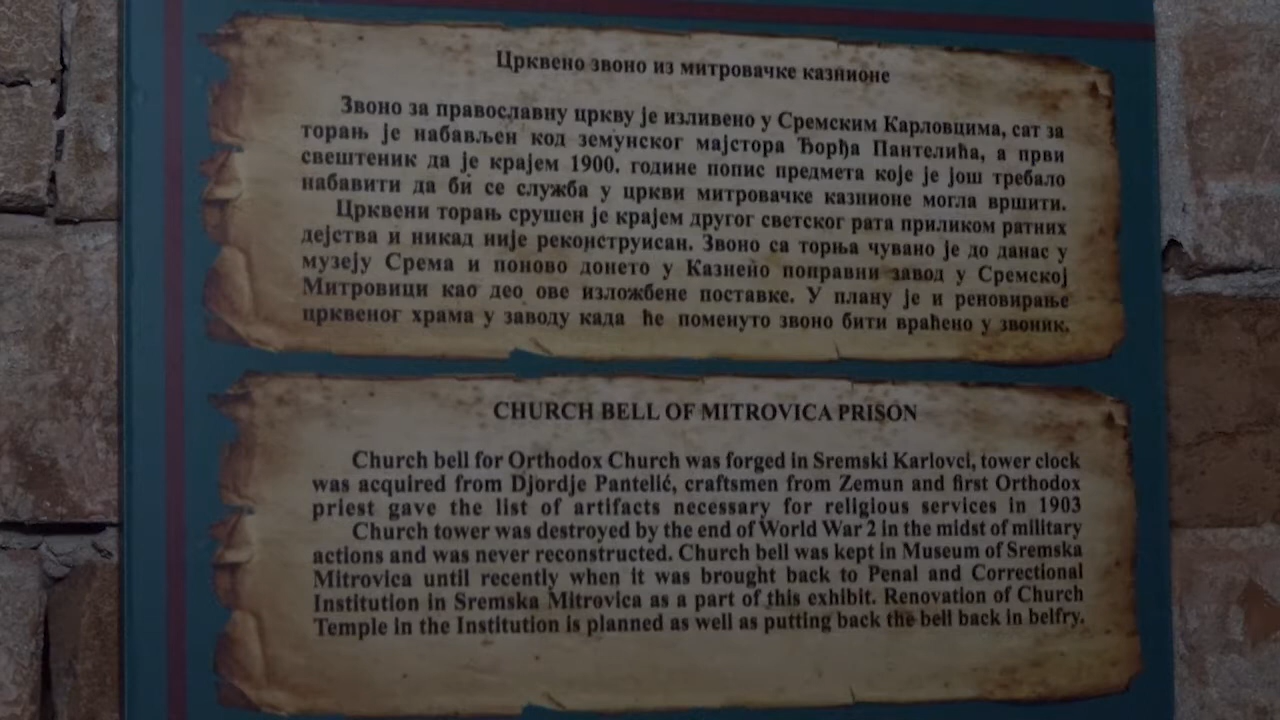 Црквено звоно из митровачке казнионе
Звоно за православну цркву је изливено у Сремским Карловцима, сат за
торањ је набављен код земунског мајстора Ђорђа Пантелића, а први
свештеник да је крајем 1900. године попис предмета које је још требало
набавити да би се служба у цркви митровачке казнионе могла вршити.
Црквени торањ срушен је крајем другог светског рата приликом ратних
дејства и никад није реконструисан. Звоно са торња чувано је до данас у
музеју Срема и поново донето у Казнено поправни завод у Сремској
Митровици као део ове изложбене поставке. У плану је и реновирање
црквеног храма у заводу када ће поменуто звоно бити враћено у звоник.
CHURCH BELL OF MITROVICA PRISON
Church bell for Orthodox Church was forged in Sremski Karlovci, tower clock
was acquired from Djordje Pantelić, craftsmen from Zemun and first Orthodox
priest gave the list of artifacts necessary for religious services in 1903
Church tower was destroyed by the end of World War 2 in the midst of military
actions and was never reconstructed. Church bell was kept in Museum of Sremska
Mitrovica until recently when it was brought back to Penal and Correctional
Institution in Sremska Mitrovica as a part of this exhibit. Renovation of Church
Temple in the Institution is planned as well as putting back the bell back in belfry.